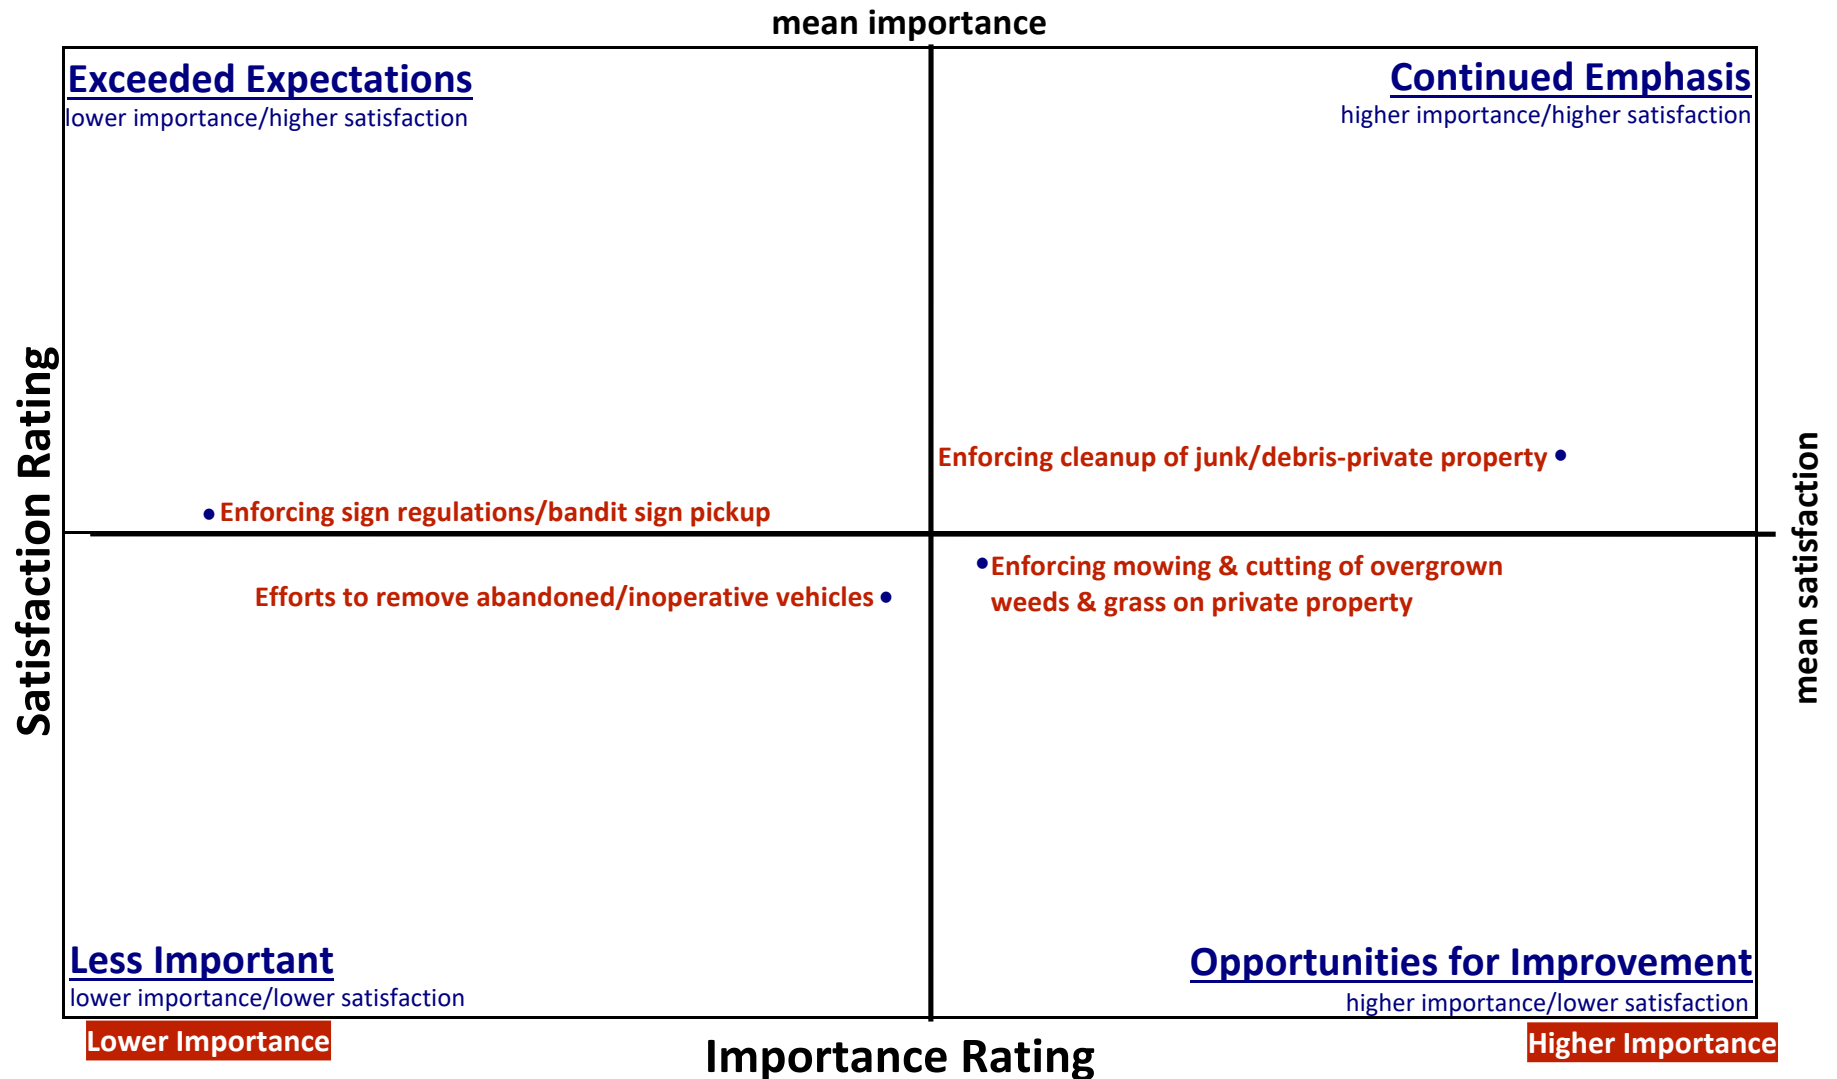 mean importance
Exceeded Expectations
lower importance/higher satisfaction
Continued Emphasis
higher importance/higher satisfaction
Satisfaction Rating
mean satisfaction
Enforcing cleanup of junk/debris-private property
Enforcing sign regulations/bandit sign pickup
Enforcing mowing & cutting of overgrown
weeds & grass on private property
Efforts to remove abandoned/inoperative vehicles
Less Important
lower importance/lower satisfaction
Opportunities for Improvement
higher importance/lower satisfaction
Lower Importance
Importance Rating
Higher Importance